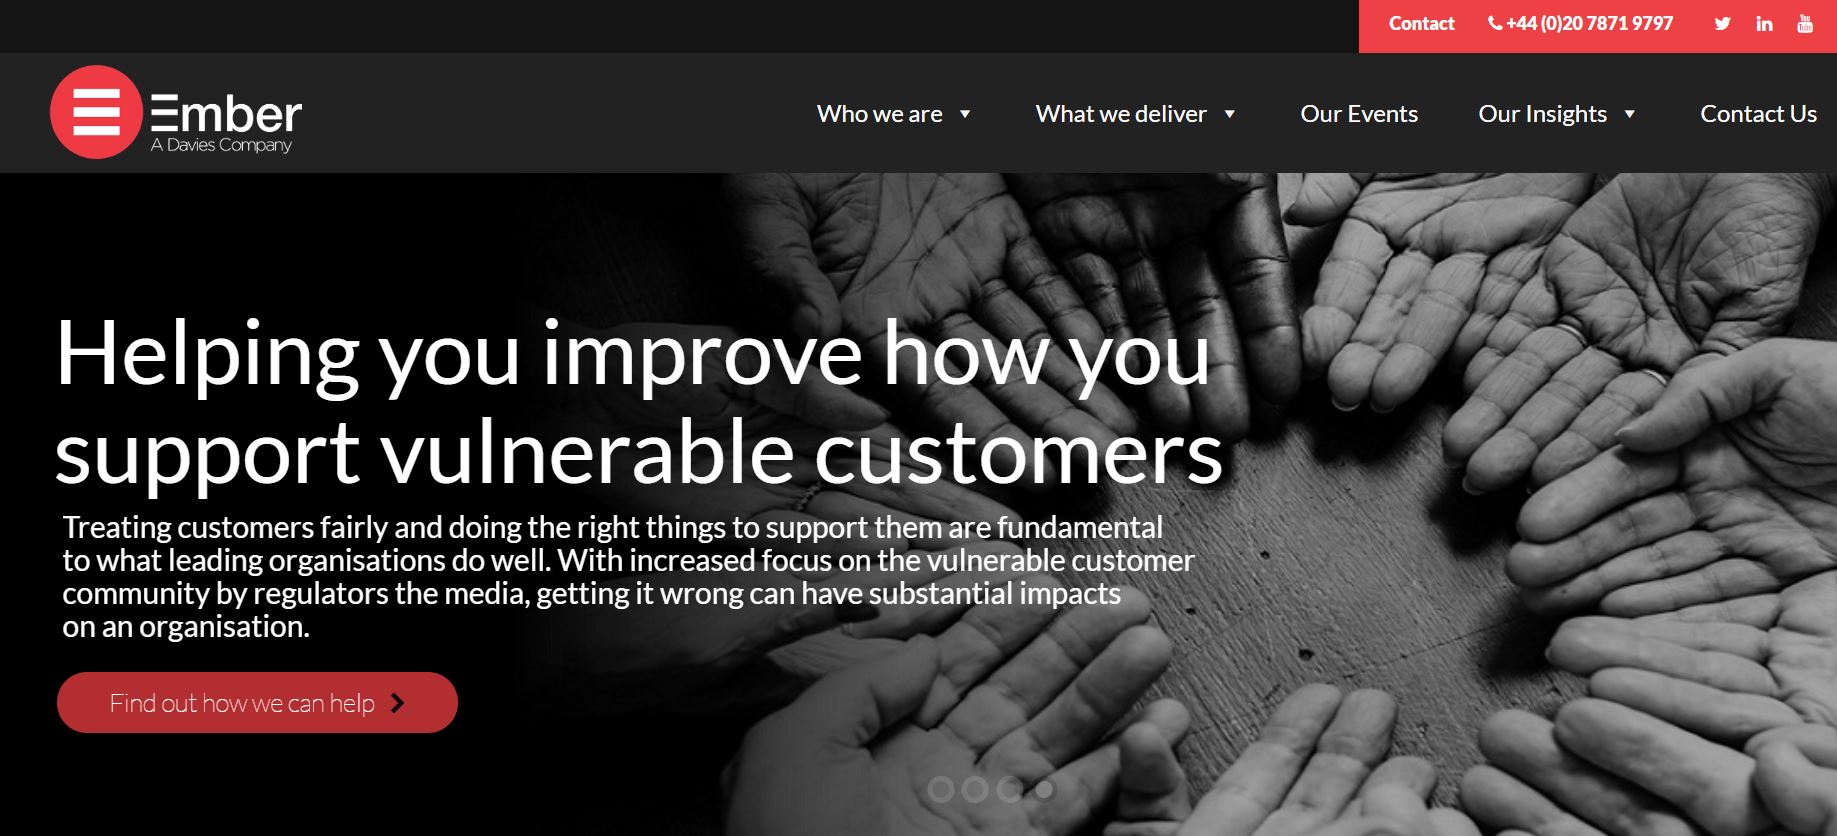 Contact +44 (0)20 7871 9797
Ember
A Davies Company
Who we are What we deliver Our Events Our Insights Contact Us
Helping you improve how you
support vulnerable customers
Treating customers fairly and doing the right things to support them are fundamental
to what leading organisations do well. With increased focus on the vulnerable customer
community by regulators the media, getting it wrong can have substantial impacts
on an organisation.
Find out how we can help